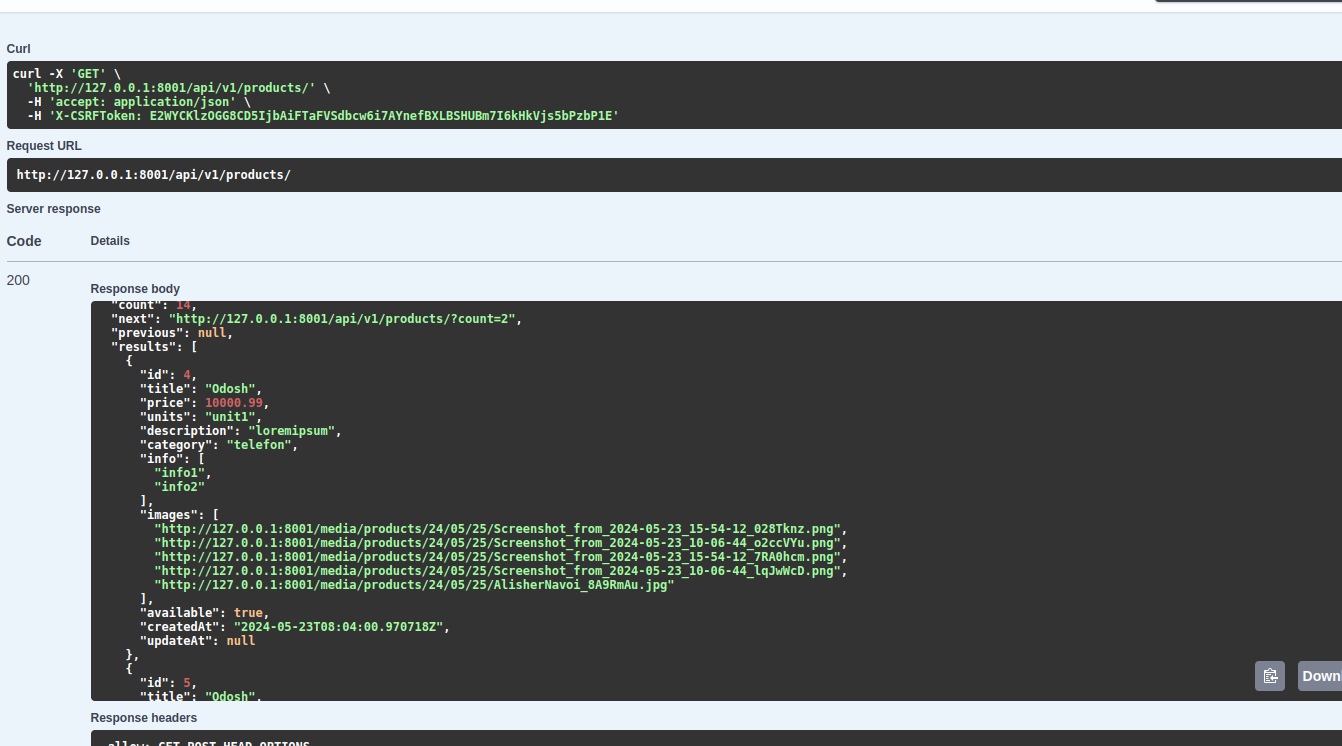 Curl
curl -X 'GET' \
'http://127.0.0.1:8001/api/v1/products/' \
-H 'accept: application/json' \
-H 'X-CSRFToken: E2WYCKlzOGG8CD5IjbAiFTaFVSdbcw6i7AYnefBXLBSHUBm7I6kHkVjs5bPzbP1E'
Request URL
http://127.0.0.1:8001/api/v1/products/
Server response
Code Details
200
Response body
"count": 14,
"next": "http://127.0.0.1:8001/api/v1/products/?count=2",
"previous": null,
"results": [
{
"id": 4,
"title": "Odosh",
"price": 10000.99,
"units": "unit1",
"description": "loremipsum",
"category": "telefon",
"info": [
"info1",
"info2"
],
"images": [
"http://127.0.0.1:8001/media/products/24/05/25/Screenshot_from_2024-05-23_15-54-12_028Tknz.png",
"http://127.0.0.1:8001/media/products/24/05/25/Screenshot_from_2024-05-23_10-06-44_o2ccVYu.png",
"http://127.0.0.1:8001/media/products/24/05/25/Screenshot_from_2024-05-23_15-54-12_7RA0hcm.png",
"http://127.0.0.1:8001/media/products/24/05/25/Screenshot_from_2024-05-23_10-06-44_lqJwWcD.png",
"http://127.0.0.1:8001/media/products/24/05/25/AlisherNavoi_8A9RmAu.jpg"
],
"available": true,
"createdAt": "2024-05-23T08:04:00.970718Z",
"updateAt": null
},
{
"id": 5,
"title": "Odosh",
Downl
Response headers
allow: GET,POST,HEAD,OPTIONS